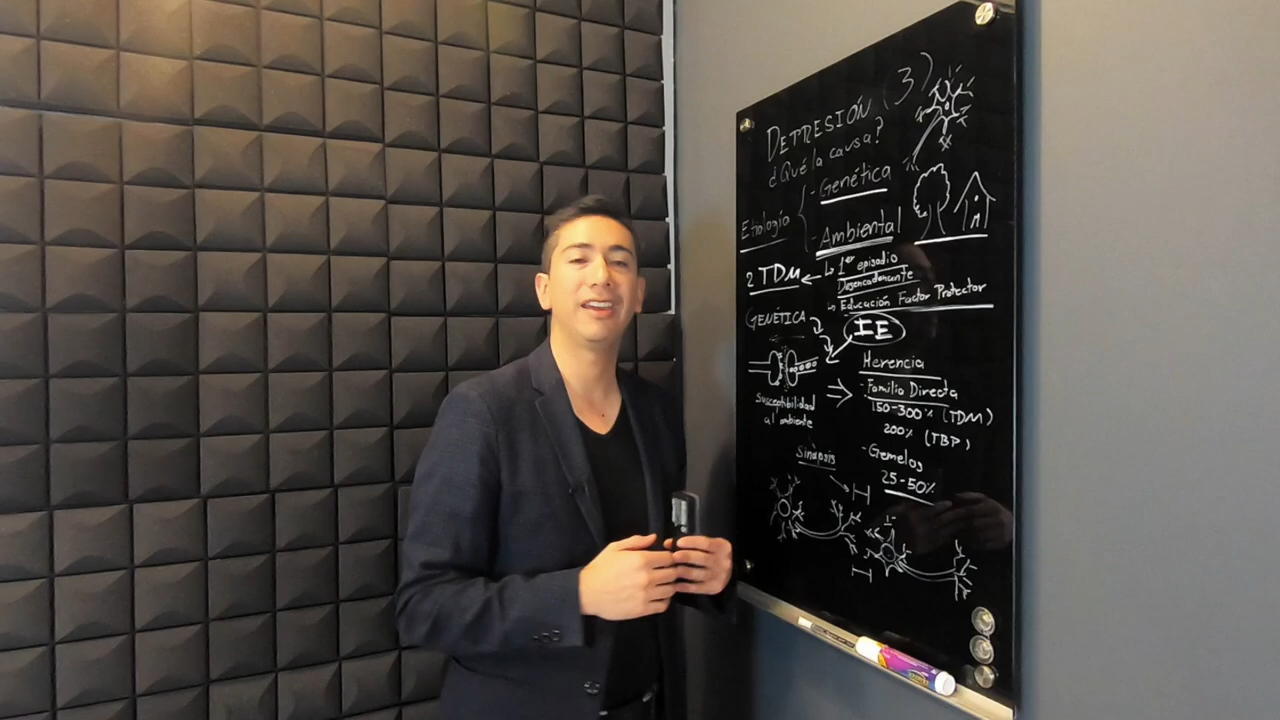 DEPRESIÓN (3)
¿Qué la causa?
Etiología
- Genética
- Ambiental
2 TDM
↳ 1er episodio
Desencadenante
↳ Educación Factor Protector
GENÉTICA
IE
Herencia
- Familia Directa
150-300% (TDM)
200% (TBP)
Susceptibilidad
al ambiente
- Gemelos
25-50%
Sinápsis